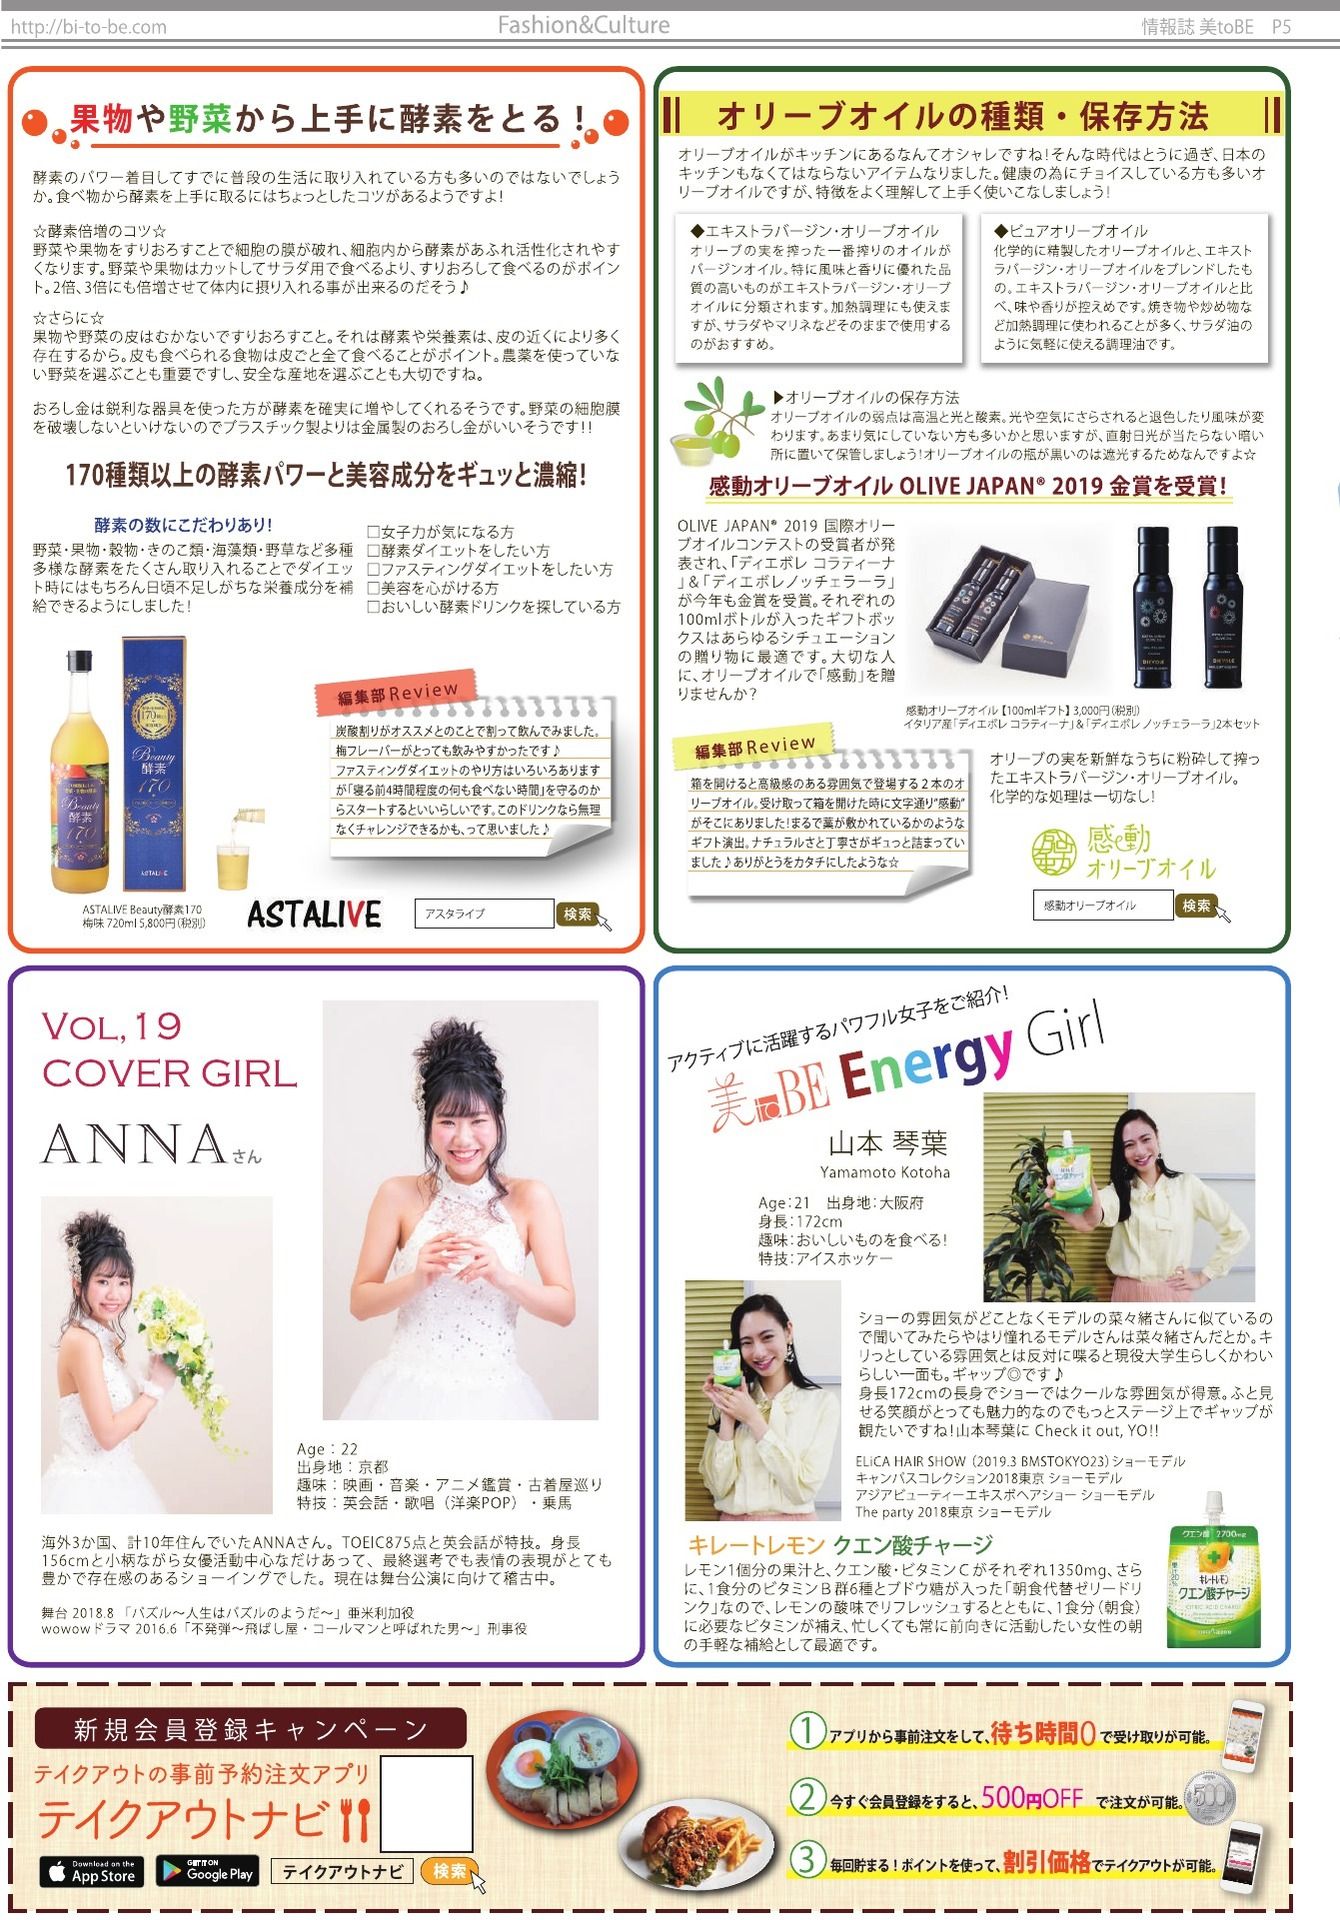 http://bi-to-be.com
Fashion&Culture
情報誌 美toBE P5
果物や野菜から上手に酵素をとる！
酵素のパワー着目してすでに普段の生活に取り入れている方も多いのではないでしょう
か。食べ物から酵素を上手に取るにはちょっとしたコツがあるようですよ！
☆酵素倍増のコツ☆
野菜や果物をすりおろすことで細胞の膜が破れ、細胞内から酵素があふれ活性化されやす
くなります。野菜や果物はカットしてサラダ用で食べるより、すりおろして食べるのがポイン
ト。2倍、3倍にも倍増させて体内に摂り入れる事が出来るのだそう♪
☆さらに☆
果物や野菜の皮はむかないですりおろすこと。それは酵素や栄養素は、皮の近くにより多く
存在するから。皮も食べられる食物は皮ごと全て食べることがポイント。農薬を使っていな
い野菜を選ぶことも重要ですし、安全な産地を選ぶことも大切ですね。
おろし金は鋭利な器具を使った方が酵素を確実に増やしてくれるそうです。野菜の細胞膜
を破壊しないといけないのでプラスチック製よりは金属製のおろし金がいいそうです!!
170種類以上の酵素パワーと美容成分をギュッと濃縮！
酵素の数にこだわりあり！
野菜・果物・穀物・きのこ類・海藻類・野草など多種
多様な酵素をたくさん取り入れることでダイエッ
ト時にはもちろん日頃不足しがちな栄養成分を補
給できるようにしました！
□女子力が気になる方
□酵素ダイエットをしたい方
□ファスティングダイエットをしたい方
□美容を心がける方
□おいしい酵素ドリンクを探している方
Beauty
酵素
170
Beauty
酵素
170
ASTALIVE
編集部Review
炭酸割りがオススメとのことで割って飲んでみました。
梅フレーバーがとっても飲みやすかったです♪
ファスティングダイエットのやり方はいろいろあります
が「寝る前4時間程度の何も食べない時間」を守るのか
らスタートするといいらしいです。このドリンクなら無理
なくチャレンジできるかも、って思いました♪
ASTALIVE Beauty酵素170
梅味 720ml 5,800円（税別）
ASTALIVE
アスタライブ
検索
オリーブオイルの種類・保存方法
オリーブオイルがキッチンにあるなんてオシャレですね！そんな時代はとうに過ぎ、日本の
キッチンもなくてはならないアイテムなりました。健康の為にチョイスしている方も多いオ
リーブオイルですが、特徴をよく理解して上手く使いこなしましょう！
◆エキストラバージン・オリーブオイル
オリーブの実を搾った一番搾りのオイルが
バージンオイル。特に風味と香りに優れた品
質の高いものがエキストラバージン・オリーブ
オイルに分類されます。加熱調理にも使えま
すが、サラダやマリネなどそのままで使用する
のがおすすめ。
◆ピュアオリーブオイル
化学的に精製したオリーブオイルと、エキスト
ラバージン・オリーブオイルをブレンドしたも
の。エキストラバージン・オリーブオイルと比
べ、味や香りが控えめです。焼き物や炒め物な
ど加熱調理に使われることが多く、サラダ油の
ように気軽に使える調理油です。
▶オリーブオイルの保存方法
オリーブオイルの弱点は高温と光と酸素。光や空気にさらされると退色したり風味が変
わります。あまり気にしていない方も多いかと思いますが、直射日光が当たらない暗い
所に置いて保管しましょう！オリーブオイルの瓶が黒いのは遮光するためなんですよ☆
感動オリーブオイル OLIVE JAPAN® 2019 金賞を受賞！
OLIVE JAPAN® 2019 国際オリー
ブオイルコンテストの受賞者が発
表され、「ディエボレ コラティーナ
」＆「ディエボレノッチェラーラ」
が今年も金賞を受賞。それぞれの
100mlボトルが入ったギフトボッ
クスはあらゆるシチュエーション
の贈り物に最適です。大切な人
に、オリーブオイルで「感動」を贈
りませんか？
感動オリーブオイル【100mlギフト】3,000円（税別）
イタリア産「ディエボレ コラティーナ」＆「ディエボレ ノッチェラーラ」2本セット
編集部Review
箱を開けると高級感のある雰囲気で登場する２本のオ
リーブオイル。受け取って箱を開けた時に文字通り“感動”
がそこにありました！まるで葉が敷かれているかのような
ギフト演出。ナチュラルさと丁寧さがギュっと詰まってい
ました♪ありがとうをカタチにしたような☆
オリーブの実を新鮮なうちに粉砕して搾っ
たエキストラバージン・オリーブオイル。
化学的な処理は一切なし！
感動
オリーブオイル
感動オリーブオイル
検索
VOL,19
COVER GIRL
ANNAさん
Age：22
出身地：京都
趣味：映画・音楽・アニメ鑑賞・古着屋巡り
特技：英会話・歌唱（洋楽POP）・乗馬
海外3か国、計10年住んでいたANNAさん。TOEIC875点と英会話が特技。身長
156cmと小柄ながら女優活動中心なだけあって、最終選考でも表情の表現がとても
豊かで存在感のあるショーイングでした。現在は舞台公演に向けて稽古中。
舞台 2018.8 「パズル～人生はパズルのようだ～」亜米利加役
wowowドラマ 2016.6「不発弾～飛ばし屋・コールマンと呼ばれた男～」刑事役
アクティブに活躍するパワフル女子をご紹介！
美toBE Energy Girl
山本 琴葉
Yamamoto Kotoha
Age：21 出身地：大阪府
身長：172cm
趣味：おいしいものを食べる！
特技：アイスホッケー
ショーの雰囲気がどことなくモデルの菜々緒さんに似ているの
で聞いてみたらやはり憧れるモデルさんは菜々緒さんだとか。キ
リっとしている雰囲気とは反対に喋ると現役大学生らしくかわい
らしい一面も。ギャップ◎です♪
身長172cmの長身でショーではクールな雰囲気が得意。ふと見
せる笑顔がとっても魅力的なのでもっとステージ上でギャップが
観たいですね！山本琴葉に Check it out, YO!!
ELiCA HAIR SHOW（2019.3 BMSTOKYO23）ショーモデル
キャンパスコレクション2018東京 ショーモデル
アジアビューティーエキスポヘアショー ショーモデル
The party 2018東京 ショーモデル
キレートレモン クエン酸チャージ
レモン1個分の果汁と、クエン酸・ビタミンCがそれぞれ1350mg、さら
に、1食分のビタミンB群6種とブドウ糖が入った「朝食代替ゼリードリ
ンク」なので、レモンの酸味でリフレッシュするとともに、1食分（朝食）
に必要なビタミンが補え、忙しくても常に前向きに活動したい女性の朝
の手軽な補給として最適です。
クエン酸 2700mg
キレートレモン
クエン酸チャージ
CITRIC ACID CHARGE
新規会員登録キャンペーン
テイクアウトの事前予約注文アプリ
テイクアウトナビ
Download on the
App Store
GET IT ON
Google Play
テイクアウトナビ
検索
① アプリから事前注文をして、待ち時間0で受け取りが可能。
② 今すぐ会員登録をすると、500円OFF で注文が可能。
500
③ 毎回貯まる！ポイントを使って、割引価格でテイクアウトが可能。